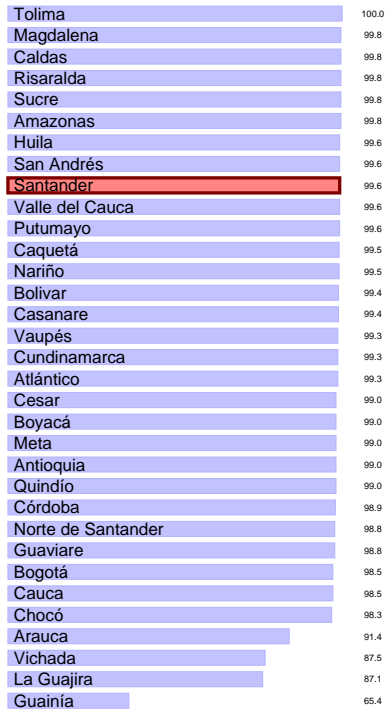 Tolima 100.0
Magdalena 99.8
Caldas 99.8
Risaralda 99.8
Sucre 99.8
Amazonas 99.8
Huila 99.6
San Andrés 99.6
Santander 99.6
Valle del Cauca 99.6
Putumayo 99.6
Caquetá 99.5
Nariño 99.5
Bolivar 99.4
Casanare 99.4
Vaupés 99.3
Cundinamarca 99.3
Atlántico 99.3
Cesar 99.0
Boyacá 99.0
Meta 99.0
Antioquia 99.0
Quindío 99.0
Córdoba 98.9
Norte de Santander 98.8
Guaviare 98.8
Bogotá 98.5
Cauca 98.5
Chocó 98.3
Arauca 91.4
Vichada 87.5
La Guajira 87.1
Guainía 65.4